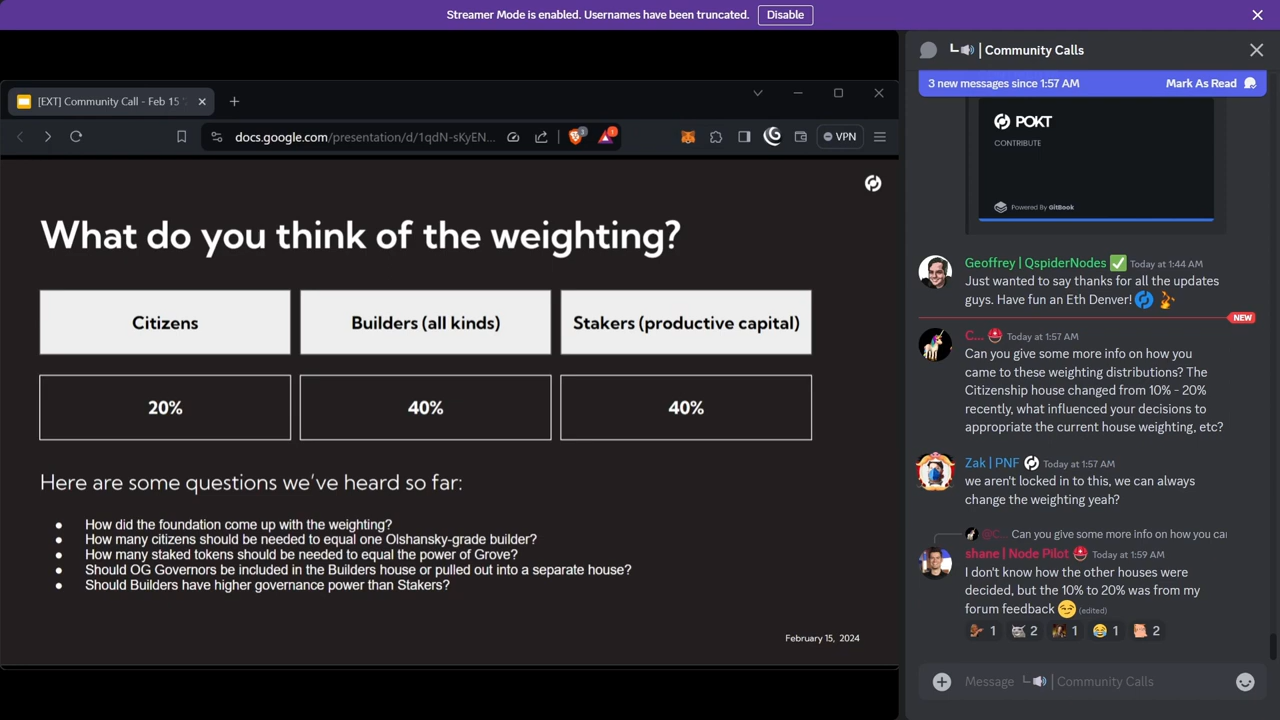 Streamer Mode is enabled. Usernames have been truncated.
Disable
[EXT] Community Call - Feb 15
docs.google.com/presentation/d/1qdN-sKyEN...
3
1
VPN
What do you think of the weighting?
Citizens
Builders (all kinds)
Stakers (productive capital)
20%
40%
40%
Here are some questions we've heard so far:
• How did the foundation come up with the weighting?
• How many citizens should be needed to equal one Olshansky-grade builder?
• How many staked tokens should be needed to equal the power of Grove?
• Should OG Governors be included in the Builders house or pulled out into a separate house?
• Should Builders have higher governance power than Stakers?
February 15, 2024
Community Calls
3 new messages since 1:57 AM
Mark As Read
POKT
CONTRIBUTE
Powered By GitBook
Geoffrey | QspiderNodes ✅ Today at 1:44 AM
Just wanted to say thanks for all the updates
guys. Have fun an Eth Denver!
NEW
C... Today at 1:57 AM
Can you give some more info on how you
came to these weighting distributions? The
Citizenship house changed from 10% - 20%
recently, what influenced your decisions to
appropriate the current house weighting, etc?
Zak | PNF Today at 1:57 AM
we aren't locked in to this, we can always
change the weighting yeah?
@C... Can you give some more info on how you car
shane | Node Pilot Today at 1:59 AM
I don't know how the other houses were
decided, but the 10% to 20% was from my
forum feedback 😏 (edited)
1 2 1 1 2
Message Community Calls